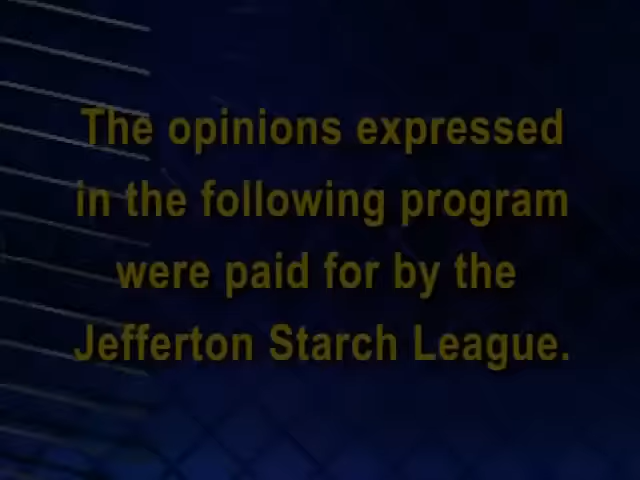 The opinions expressed
in the following program
were paid for by the
Jefferton Starch League.